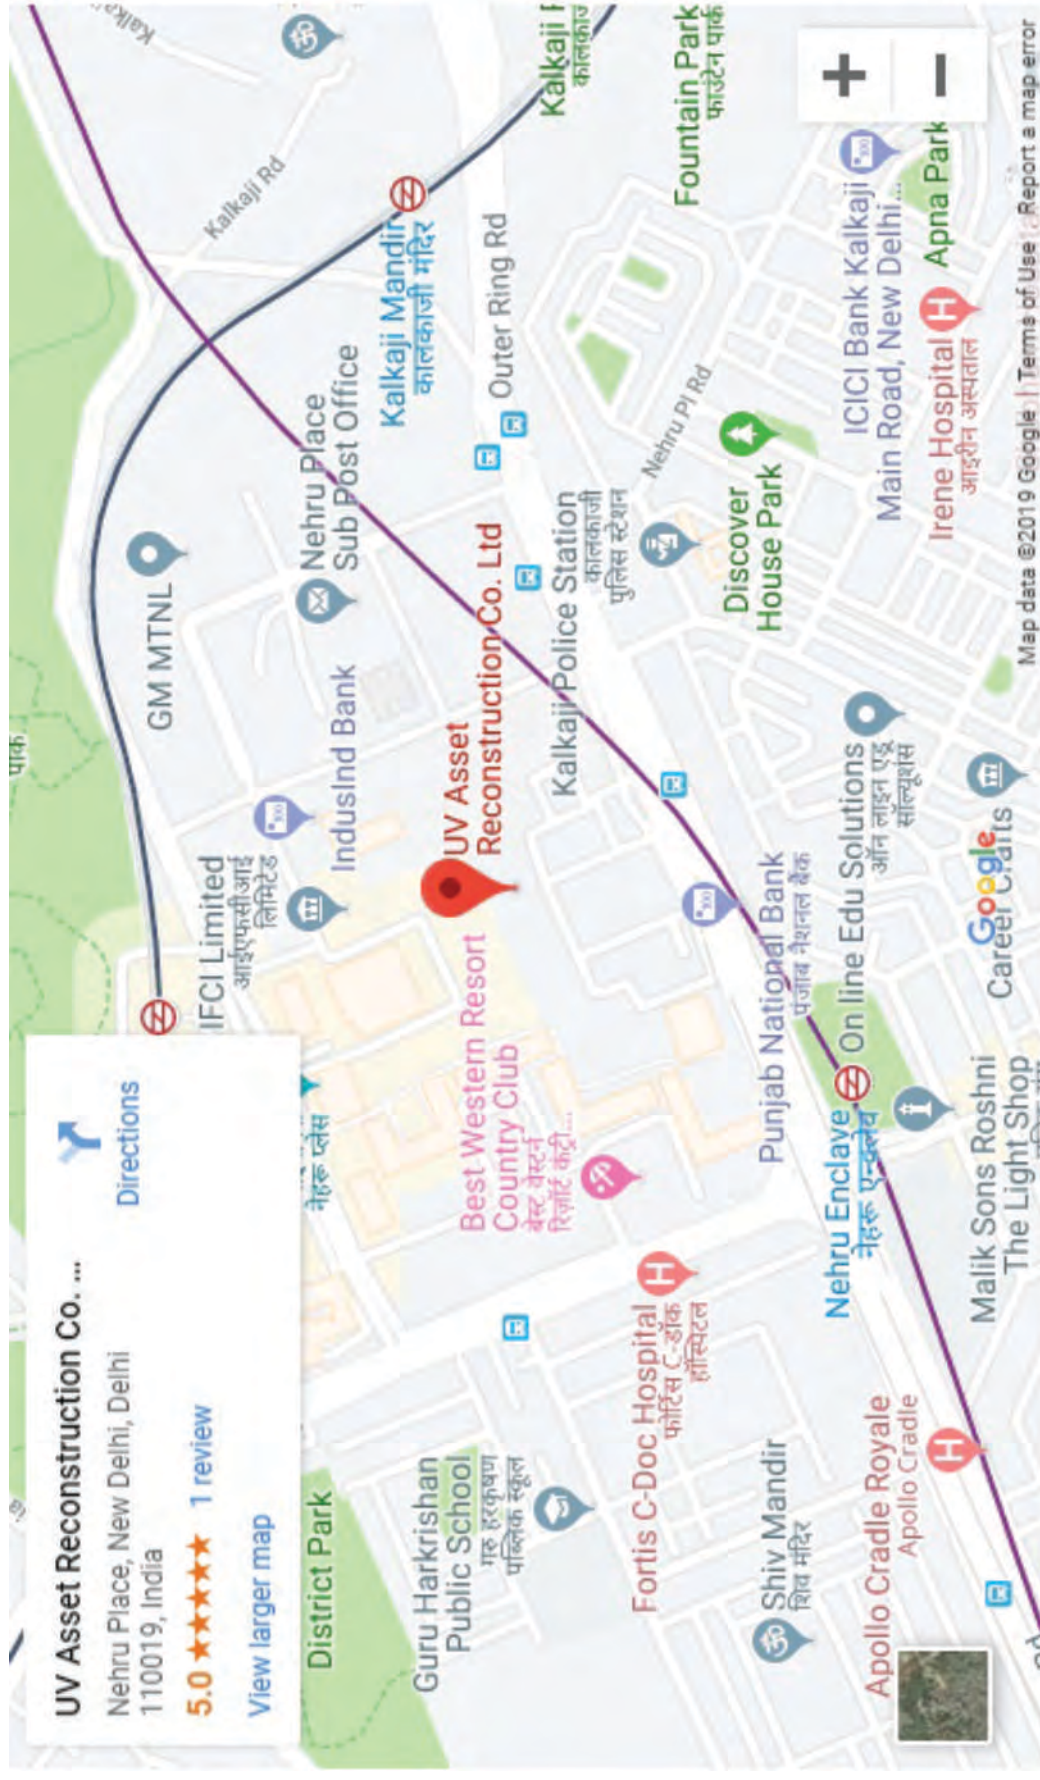 UV Asset Reconstruction Co. ...
Nehru Place, New Delhi, Delhi
110019, India
5.0 ★★★★★ 1 review
View larger map
Directions
पार्क
Kalkaji Rd
GM MTNL
IFCI Limited
आईएफसीआई
लिमिटेड
IndusInd Bank
Nehru Place
Sub Post Office
Kalkaji Mandir
कालकाजी मंदिर
Outer Ring Rd
Fountain Park
फाउंटेन पार्क
नेहरू प्लेस
District Park
UV Asset
Reconstruction Co. Ltd
Best Western Resort
Country Club
बेस्ट वेस्टर्न
रिज़ॉर्ट कंट्री...
Guru Harkrishan
Public School
गुरु हरकृष्ण
पब्लिक स्कूल
Kalkaji Police Station
कालकाजी
पुलिस स्टेशन
Nehru Pl Rd
Fortis C-Doc Hospital
फोर्टिस C-डॉक
हॉस्पिटल
Discover
House Park
Punjab National Bank
पंजाब नैशनल बैंक
Shiv Mandir
शिव मंदिर
Nehru Enclave
नेहरू एन्क्लेव
On line Edu Solutions
ऑन लाइन एडू
सॉल्यूशंस
ICICI Bank Kalkaji
Main Road, New Delhi...
Apollo Cradle Royale
Apollo Cradle
Irene Hospital
आइरीन अस्पताल
Apna Park
Malik Sons Roshni
The Light Shop
Google
Map data ©2019 Google Terms of Use Report a map error